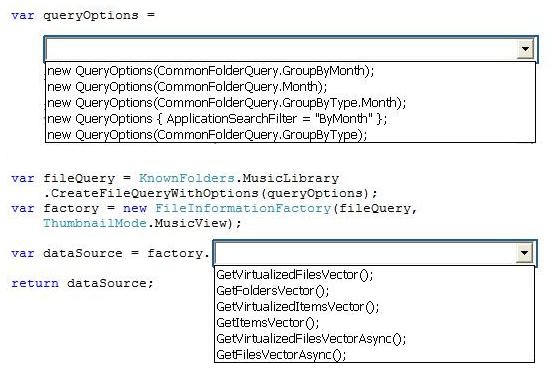 var queryOptions =
new QueryOptions(CommonFolderQuery.GroupByMonth);
new QueryOptions(CommonFolderQuery.Month);
new QueryOptions(CommonFolderQuery.GroupByType.Month);
new QueryOptions { ApplicationSearchFilter = "ByMonth" };
new QueryOptions(CommonFolderQuery.GroupByType);
var fileQuery = KnownFolders.MusicLibrary
.CreateFileQueryWithOptions(queryOptions);
var factory = new FileInformationFactory(fileQuery,
ThumbnailMode.MusicView);
var dataSource = factory.
GetVirtualizedFilesVector();
GetFoldersVector();
GetVirtualizedItemsVector();
GetItemsVector();
GetVirtualizedFilesVectorAsync();
GetFilesVectorAsync();
return dataSource;